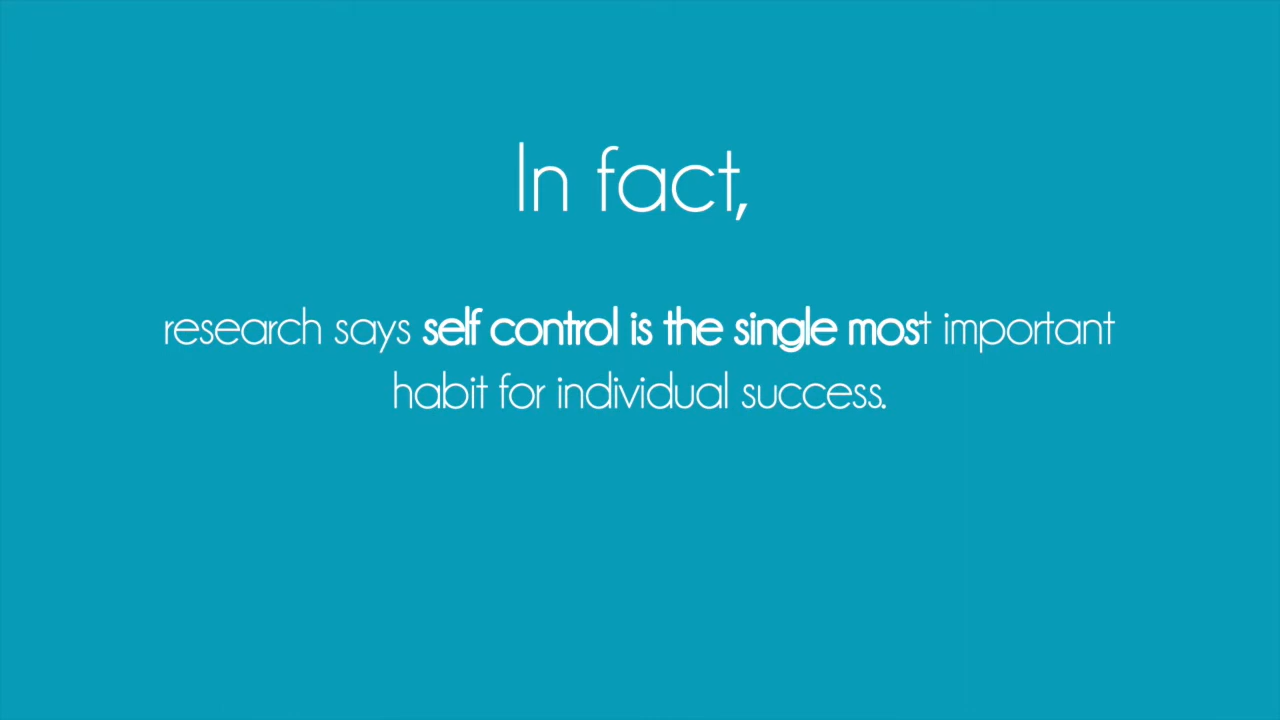 In fact,
research says self control is the single most important
habit for individual success.